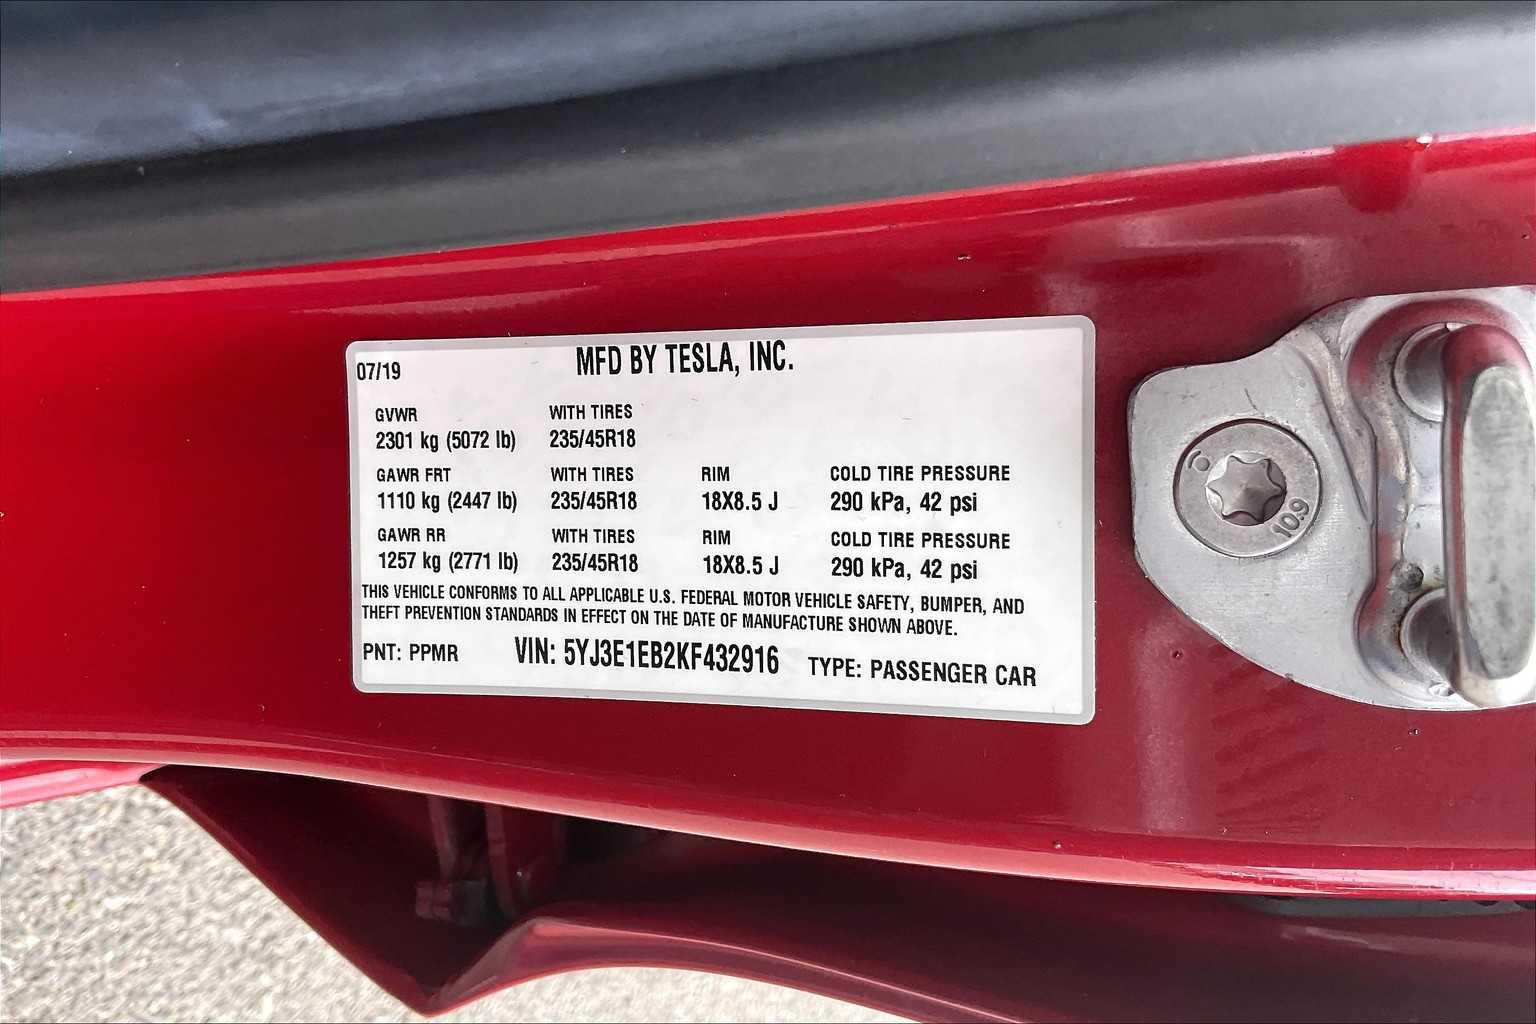 07/19 MFD BY TESLA, INC.
GVWR WITH TIRES
2301 kg (5072 lb) 235/45R18
GAWR FRT WITH TIRES RIM COLD TIRE PRESSURE
1110 kg (2447 lb) 235/45R18 18X8.5 J 290 kPa, 42 psi
GAWR RR WITH TIRES RIM COLD TIRE PRESSURE
1257 kg (2771 lb) 235/45R18 18X8.5 J 290 kPa, 42 psi
THIS VEHICLE CONFORMS TO ALL APPLICABLE U.S. FEDERAL MOTOR VEHICLE SAFETY, BUMPER, AND
THEFT PREVENTION STANDARDS IN EFFECT ON THE DATE OF MANUFACTURE SHOWN ABOVE.
PNT: PPMR VIN: 5YJ3E1EB2KF432916 TYPE: PASSENGER CAR
10.9